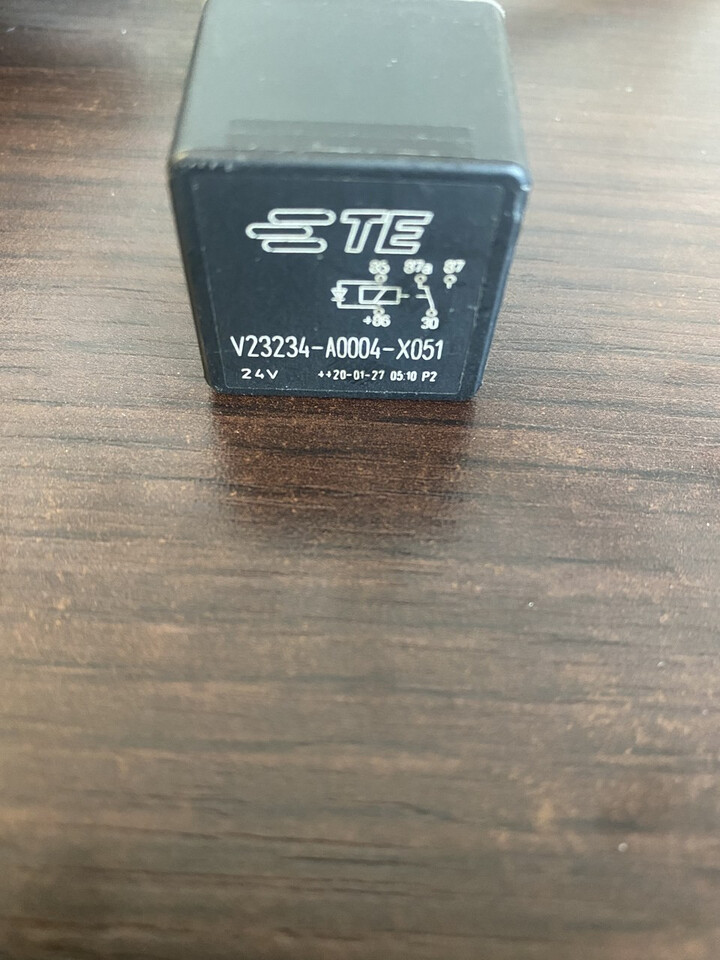 TE
85 87a 87
+86 30
V23234-A0004-X051
24V ++20-01-27 05:10 P2